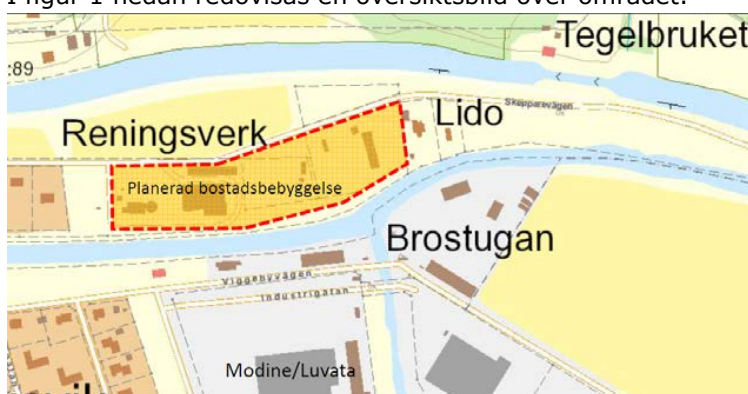 I figur 1 nedan redovisas en översiktsbild över området.
Tegelbruket
:89
Lido
Skepparevägen
Reningsverk
Planerad bostadsbebyggelse
Brostugan
Viggebyvägen
Industrigatan
Modine/Luvata